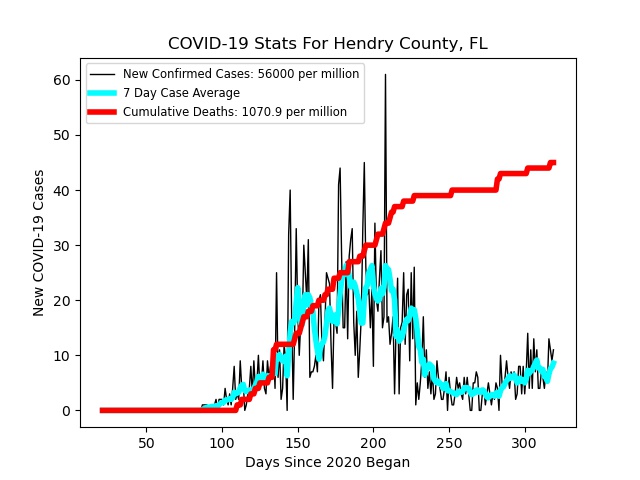 COVID-19 Stats For Hendry County, FL
New Confirmed Cases: 56000 per million
7 Day Case Average
Cumulative Deaths: 1070.9 per million
60
50
40
30
20
10
0
New COVID-19 Cases
50 100 150 200 250 300
Days Since 2020 Began